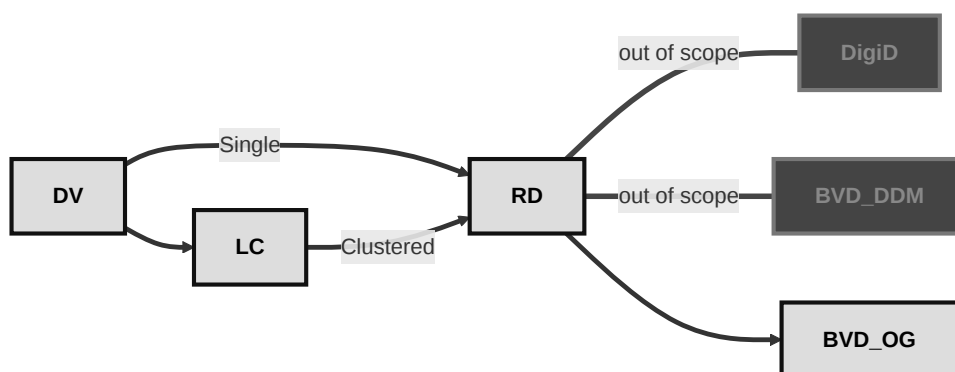 DigiD
out of scope
Single
DV
RD
out of scope
BVD_DDM
LC
Clustered
BVD_OG